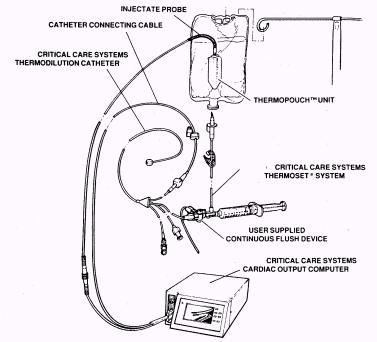 INJECTATE PROBE
CATHETER CONNECTING CABLE
CRITICAL CARE SYSTEMS
THERMODILUTION CATHETER
THERMOPOUCH™ UNIT
CRITICAL CARE SYSTEMS
THERMOSET® SYSTEM
USER SUPPLIED
CONTINUOUS FLUSH DEVICE
CRITICAL CARE SYSTEMS
CARDIAC OUTPUT COMPUTER